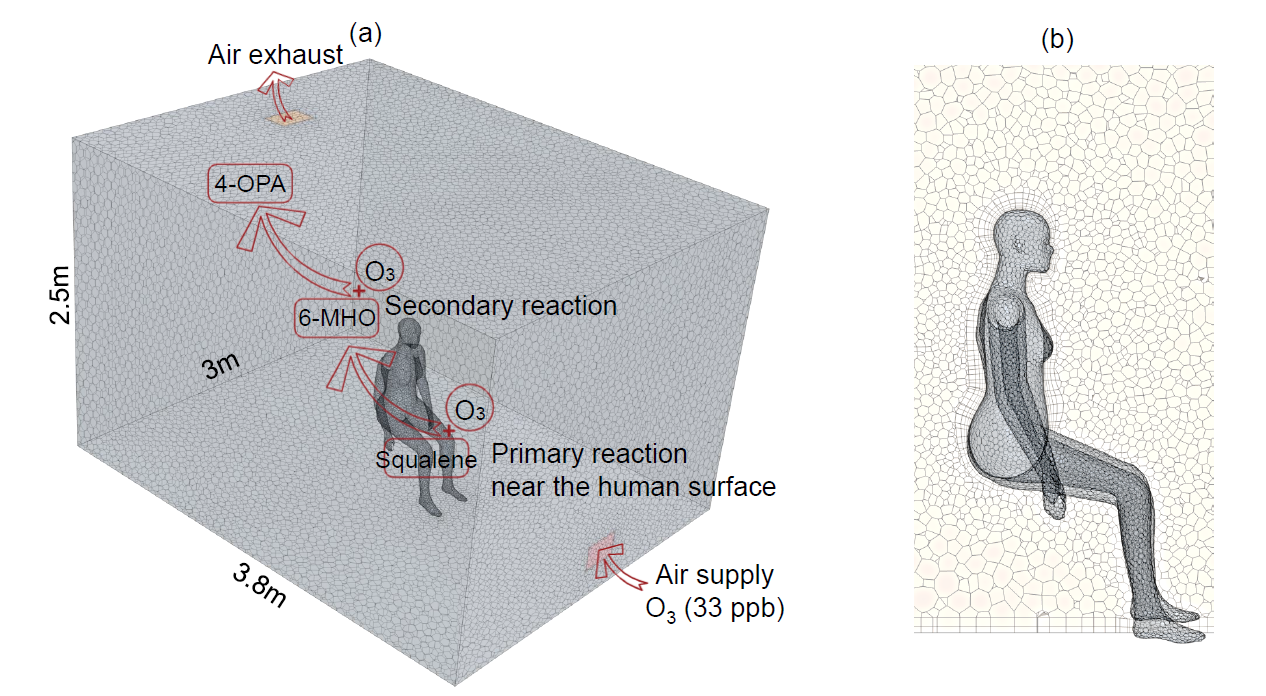 (a)
Air exhaust
4-OPA
O₃
+
6-MHO
Secondary reaction
2.5m
3m
O₃
+
Squalene
Primary reaction
near the human surface
3.8m
Air supply
O₃ (33 ppb)
(b)